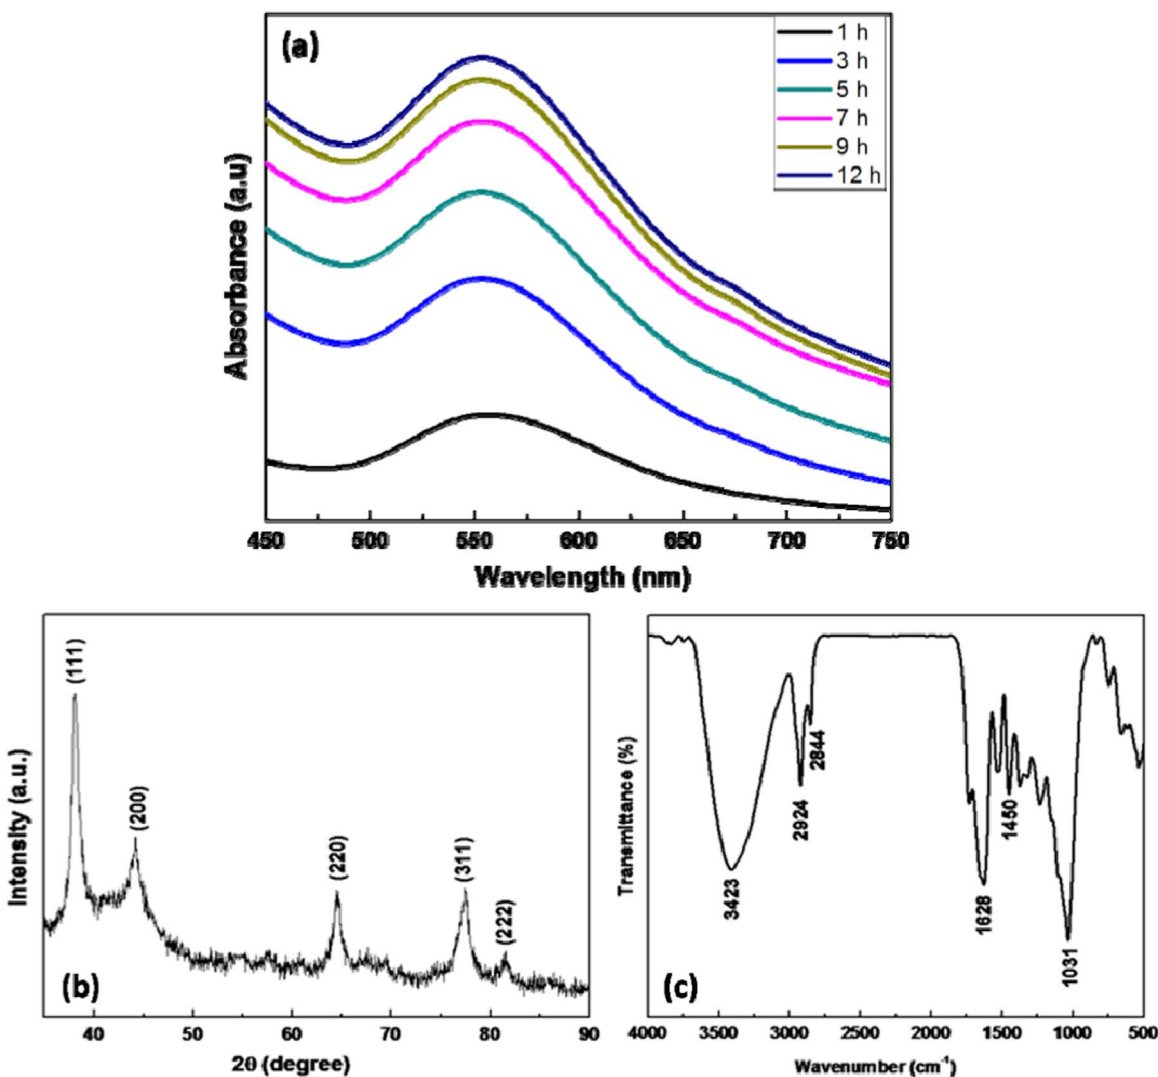 (a)
1 h
3 h
5 h
7 h
9 h
12 h
Absorbance (a.u)
450 500 550 600 650 700 750
Wavelength (nm)
(111)
(200)
(220)
(311)
(222)
Intensity (a.u.)
(b)
40 50 60 70 80 90
2θ (degree)
3423
2924
2844
1628
1450
1031
Transmittance (%)
(c)
4000 3500 3000 2500 2000 1500 1000 500
Wavenumber (cm⁻¹)